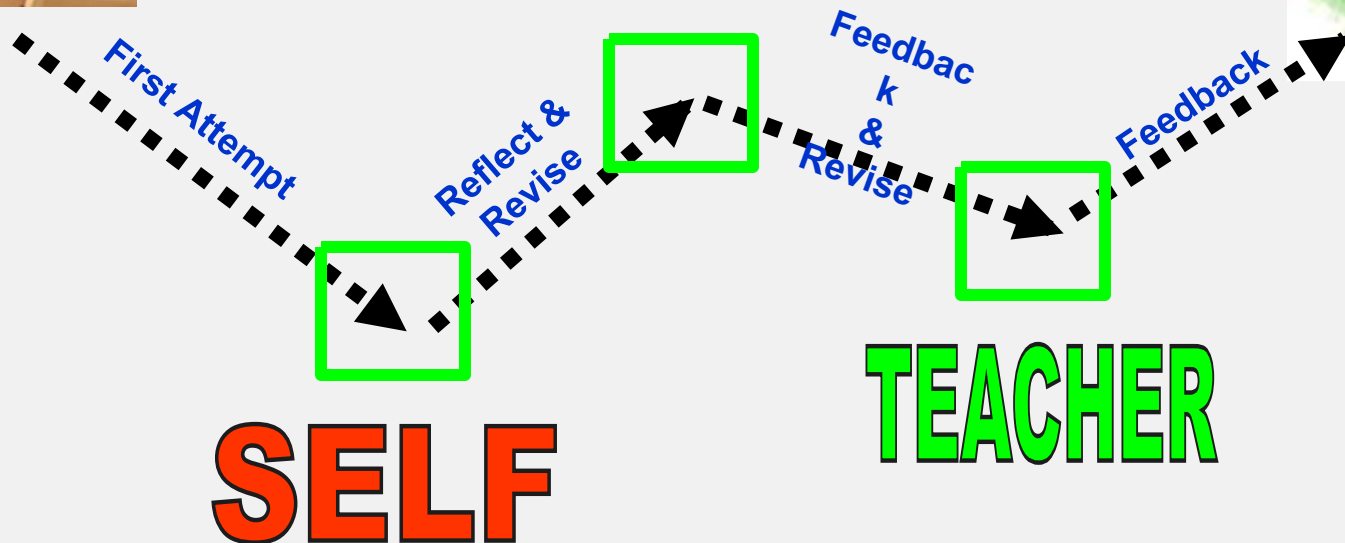 First Attempt
Reflect &
Revise
Feedbac
k
&
Revise
Feedback
TEACHER
SELF